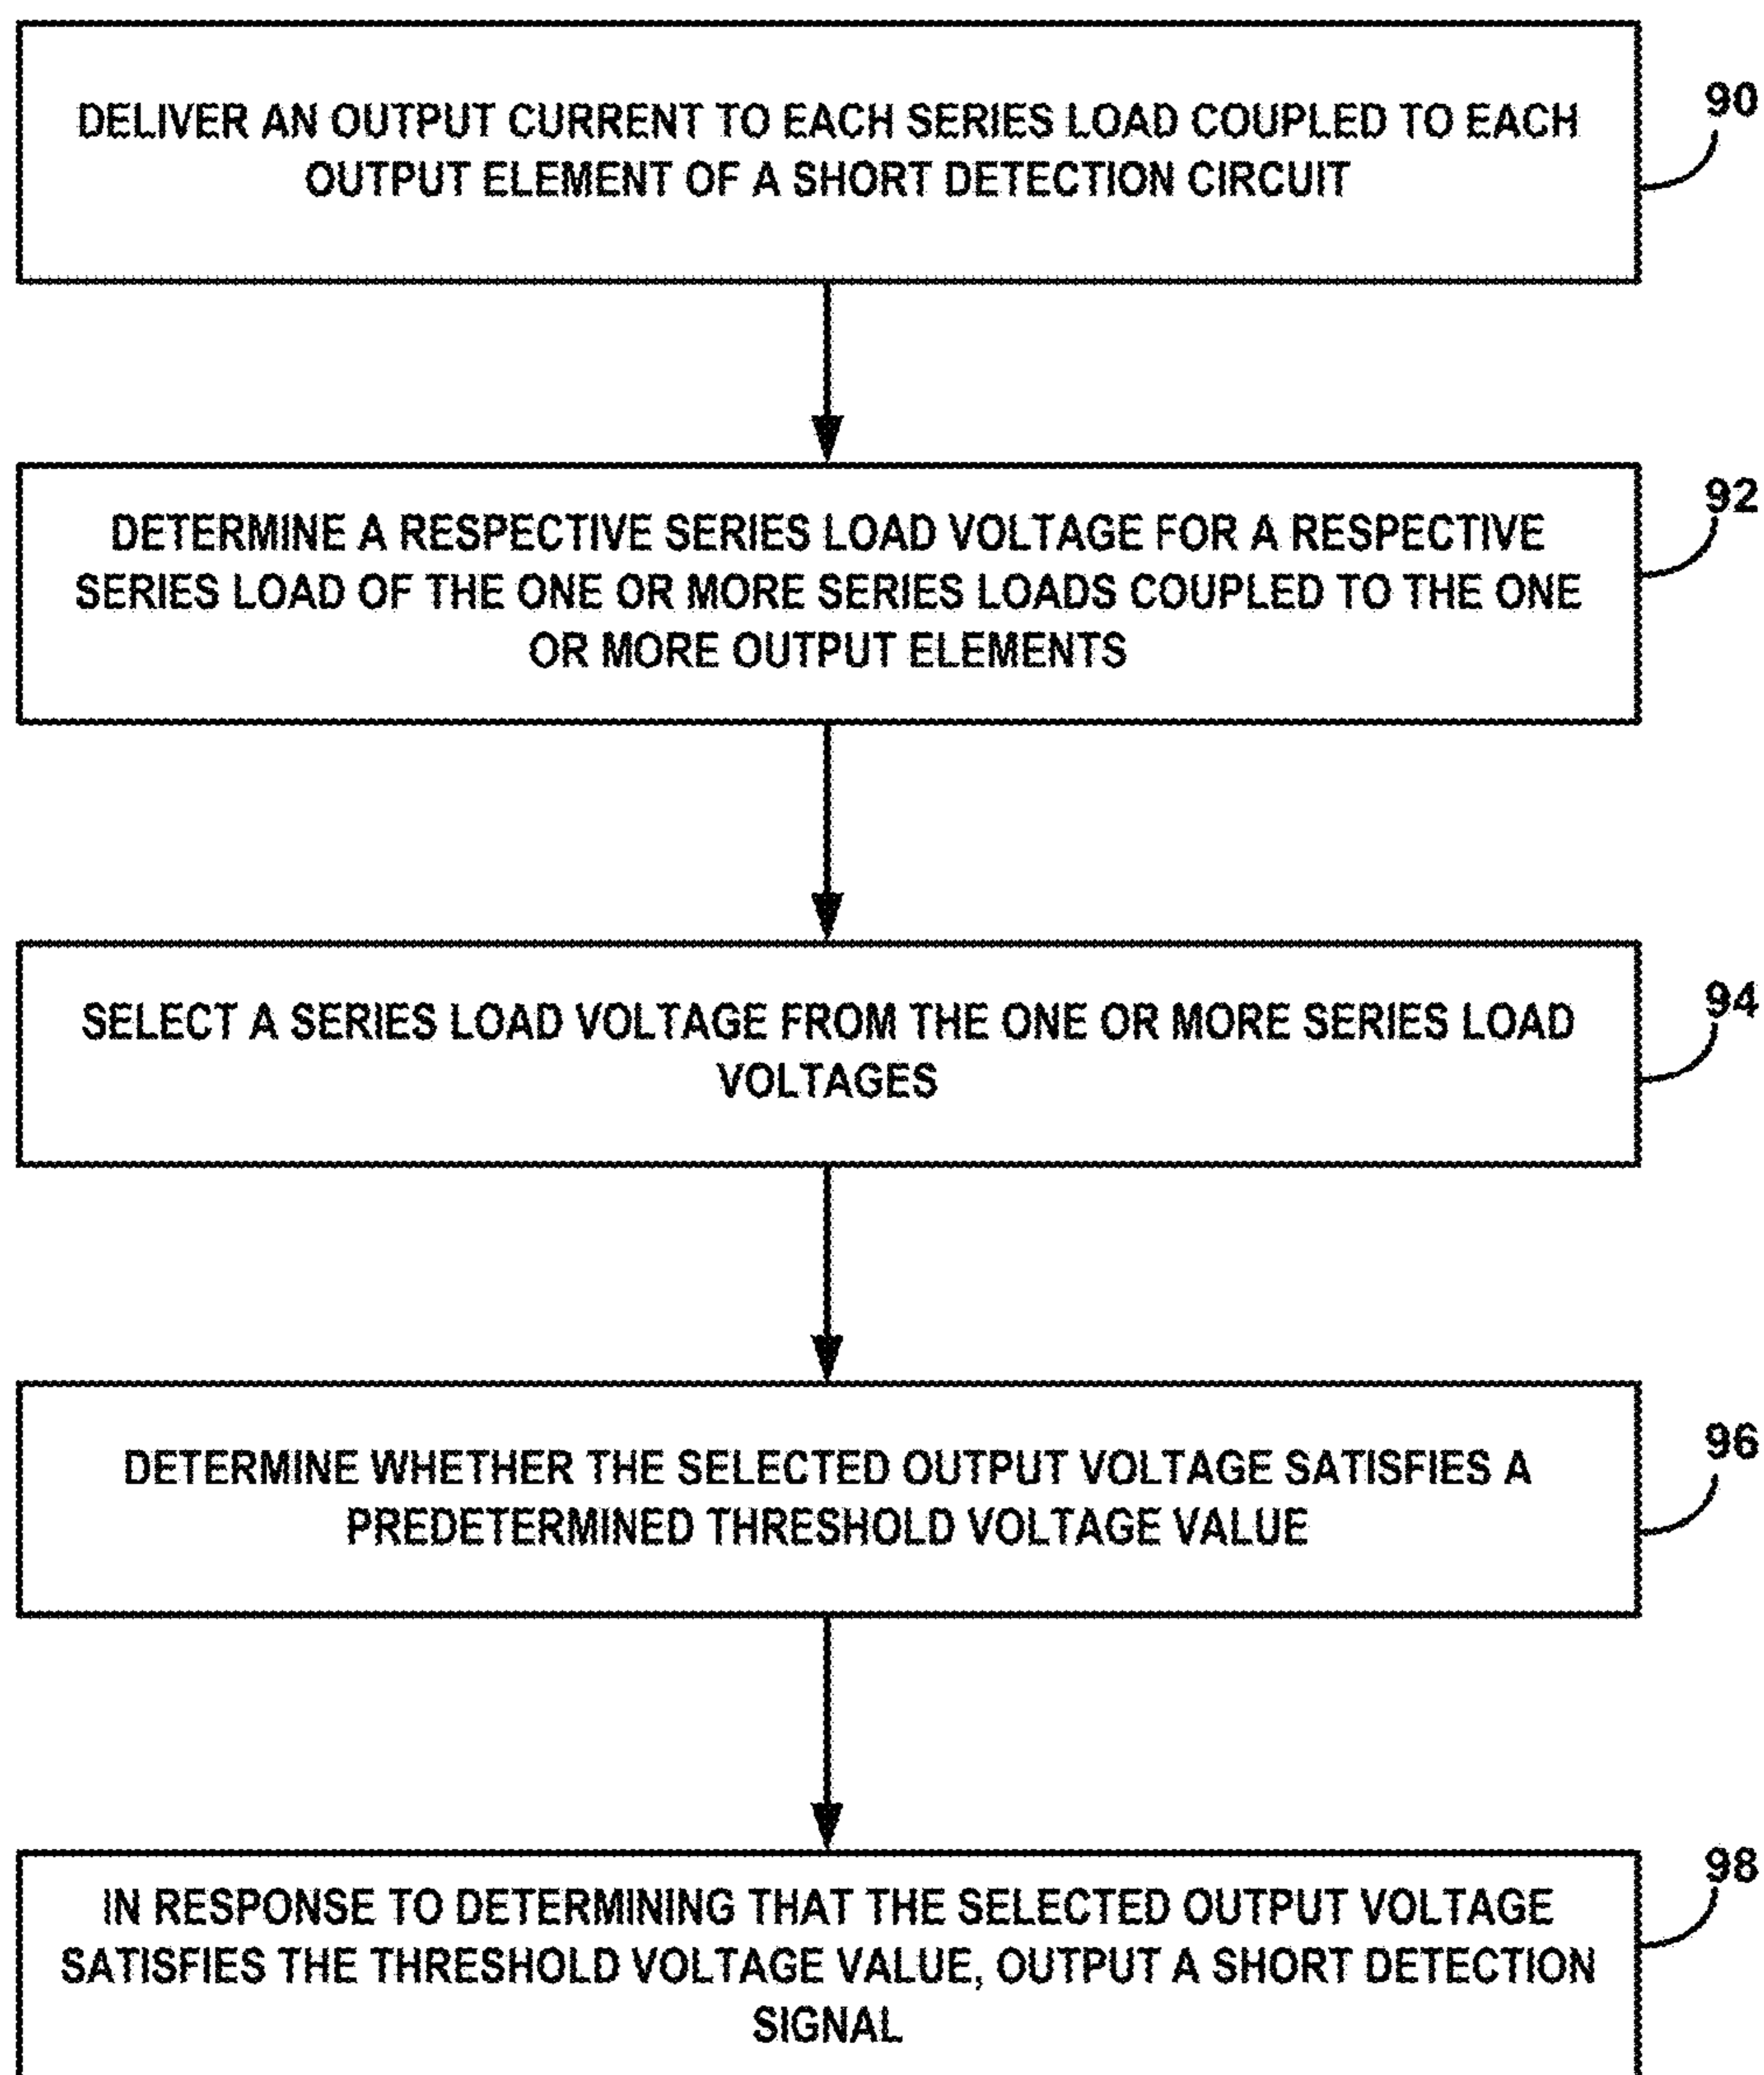 DELIVER AN OUTPUT CURRENT TO EACH SERIES LOAD COUPLED TO EACH
OUTPUT ELEMENT OF A SHORT DETECTION CIRCUIT
90
DETERMINE A RESPECTIVE SERIES LOAD VOLTAGE FOR A RESPECTIVE
SERIES LOAD OF THE ONE OR MORE SERIES LOADS COUPLED TO THE ONE
OR MORE OUTPUT ELEMENTS
92
SELECT A SERIES LOAD VOLTAGE FROM THE ONE OR MORE SERIES LOAD
VOLTAGES
94
DETERMINE WHETHER THE SELECTED OUTPUT VOLTAGE SATISFIES A
PREDETERMINED THRESHOLD VOLTAGE VALUE
96
IN RESPONSE TO DETERMINING THAT THE SELECTED OUTPUT VOLTAGE
SATISFIES THE THRESHOLD VOLTAGE VALUE, OUTPUT A SHORT DETECTION
SIGNAL
98